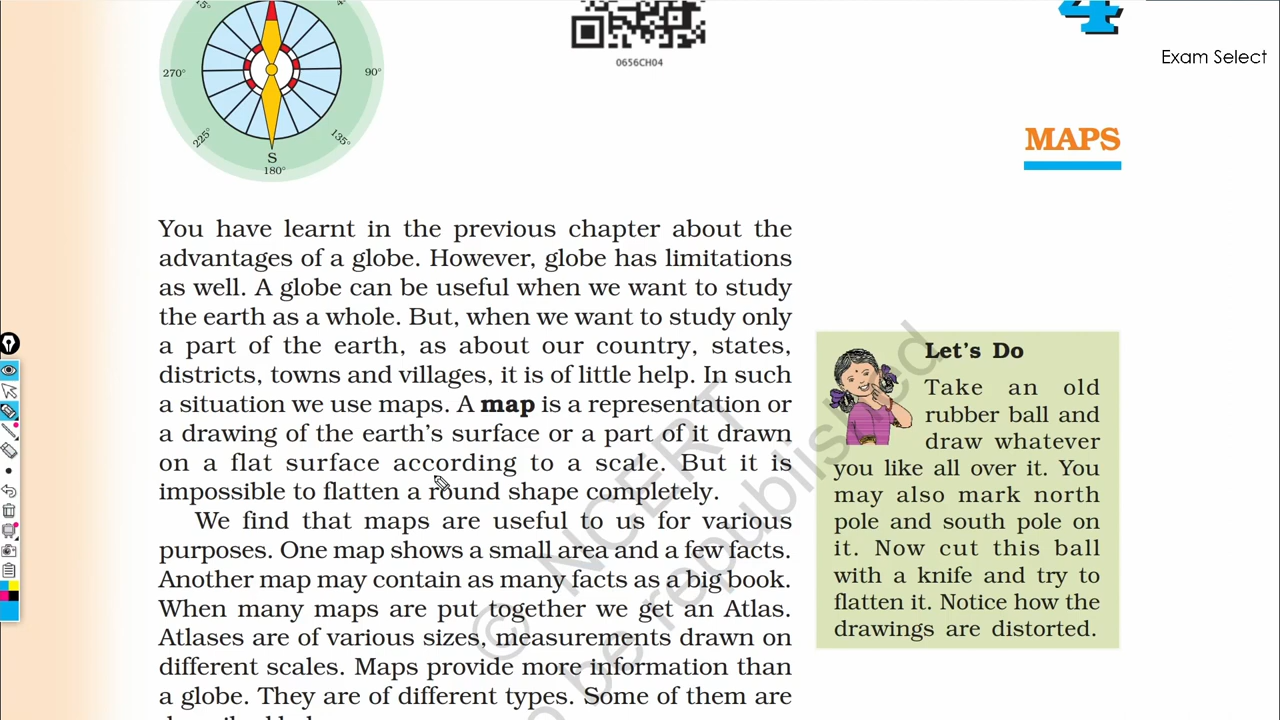 15°
4
0656CH04
Exam Select
270°
90°
225°
135°
S
180°
MAPS
You have learnt in the previous chapter about the
advantages of a globe. However, globe has limitations
as well. A globe can be useful when we want to study
the earth as a whole. But, when we want to study only
a part of the earth, as about our country, states,
districts, towns and villages, it is of little help. In such
a situation we use maps. A map is a representation or
a drawing of the earth's surface or a part of it drawn
on a flat surface according to a scale. But it is
impossible to flatten a round shape completely.
We find that maps are useful to us for various
purposes. One map shows a small area and a few facts.
Another map may contain as many facts as a big book.
When many maps are put together we get an Atlas.
Atlases are of various sizes, measurements drawn on
different scales. Maps provide more information than
a globe. They are of different types. Some of them are
Let's Do
Take an old
rubber ball and
draw whatever
you like all over it. You
may also mark north
pole and south pole on
it. Now cut this ball
with a knife and try to
flatten it. Notice how the
drawings are distorted.
© NCERT
be republished